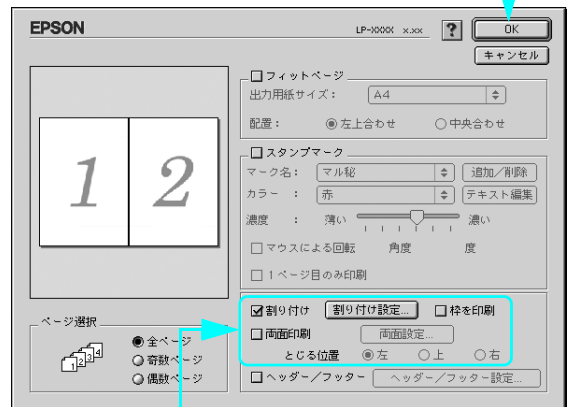 EPSON
LP-XXXX x.xx
?
OK
キャンセル
1 2
フィットページ
出力用紙サイズ： A4
配置： 左上合わせ 中央合わせ
スタンプマーク
マーク名： マル秘 追加／削除
カラー ： 赤 テキスト編集
濃度 ： 薄い 濃い
マウスによる回転 角度 度
1ページ目のみ印刷
割り付け 割り付け設定... 枠を印刷
両面印刷 両面設定...
とじる位置 左 上 右
ヘッダー／フッター ヘッダー／フッター設定...
ページ選択
1 2 3 4
全ページ
奇数ページ
偶数ページ